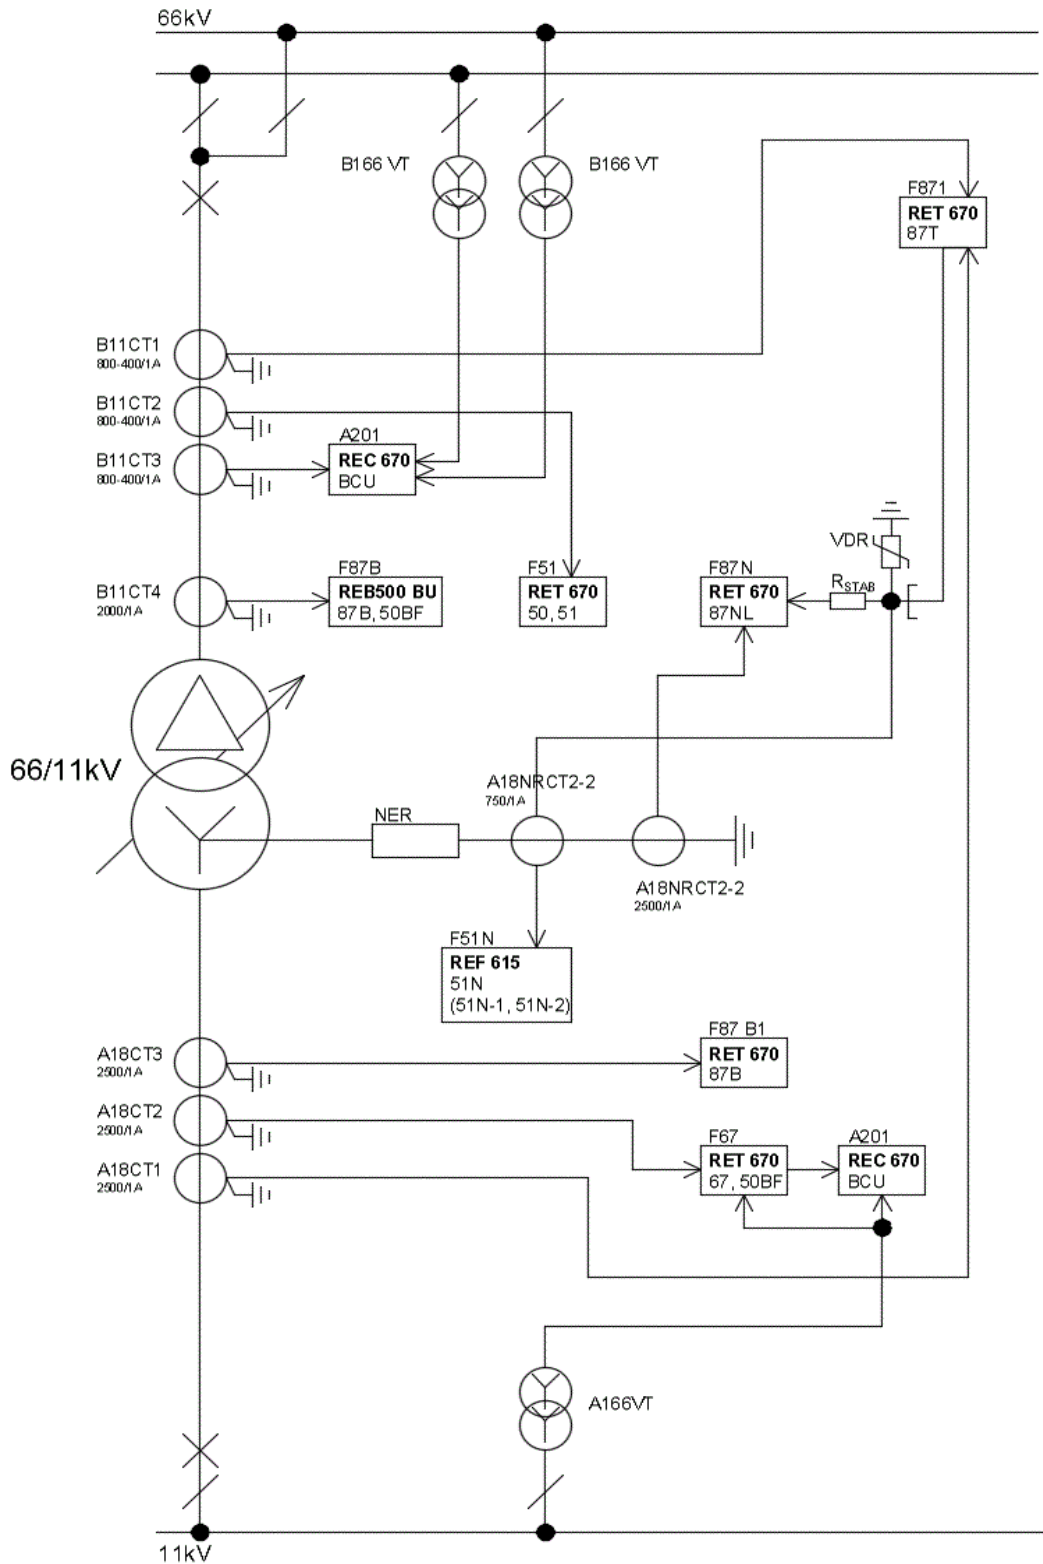 66kV
B166 VT
B166 VT
F871
RET 670
87T
B11CT1
800-400/1A
B11CT2
800-400/1A
B11CT3
800-400/1A
A201
REC 670
BCU
VDR
B11CT4
2000/1A
F87B
REB500 BU
87B, 50BF
F51
RET 670
50, 51
F87N
RET 670
87NL
RSTAB
66/11kV
A18NRCT2-2
750/1A
NER
A18NRCT2-2
2500/1A
F51N
REF 615
51N
(51N-1, 51N-2)
A18CT3
2500/1A
F87 B1
RET 670
87B
A18CT2
2500/1A
A18CT1
2500/1A
F67
RET 670
67, 50BF
A201
REC 670
BCU
A166VT
11kV